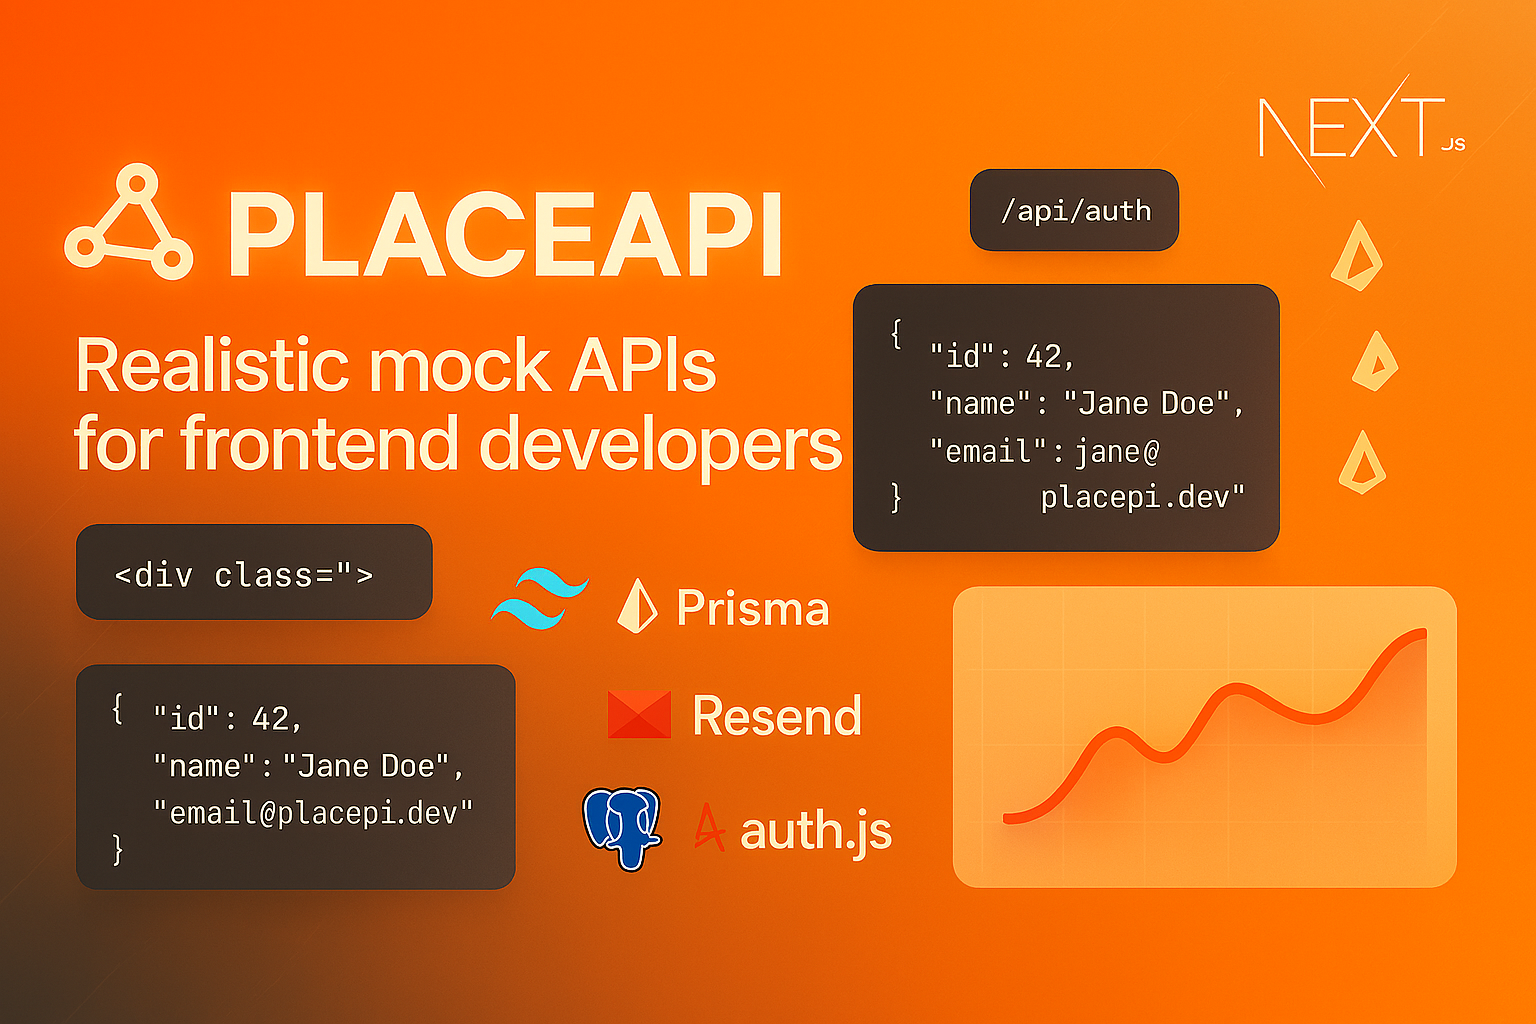 PLACEAPI
Realistic mock APIs
for frontend developers
<div class=">
{
"id": 42,
"name": "Jane Doe",
"email@placepi.dev"
}
Prisma
Resend
auth.js
NEXT.JS
/api/auth
{
"id": 42,
"name": "Jane Doe",
"email": jane@
} placepi.dev"